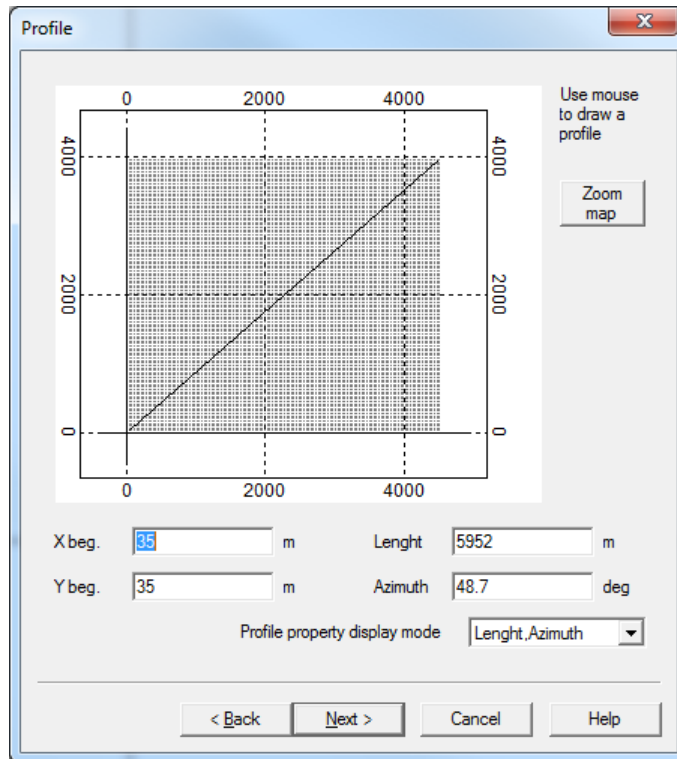 Profile
X
0 2000 4000
Use mouse
to draw a
profile
4000 4000
Zoom
map
2000 2000
0 0
0 2000 4000
X beg. 35 m Lenght 5952 m
Y beg. 35 m Azimuth 48.7 deg
Profile property display mode Lenght,Azimuth
< Back Next > Cancel Help